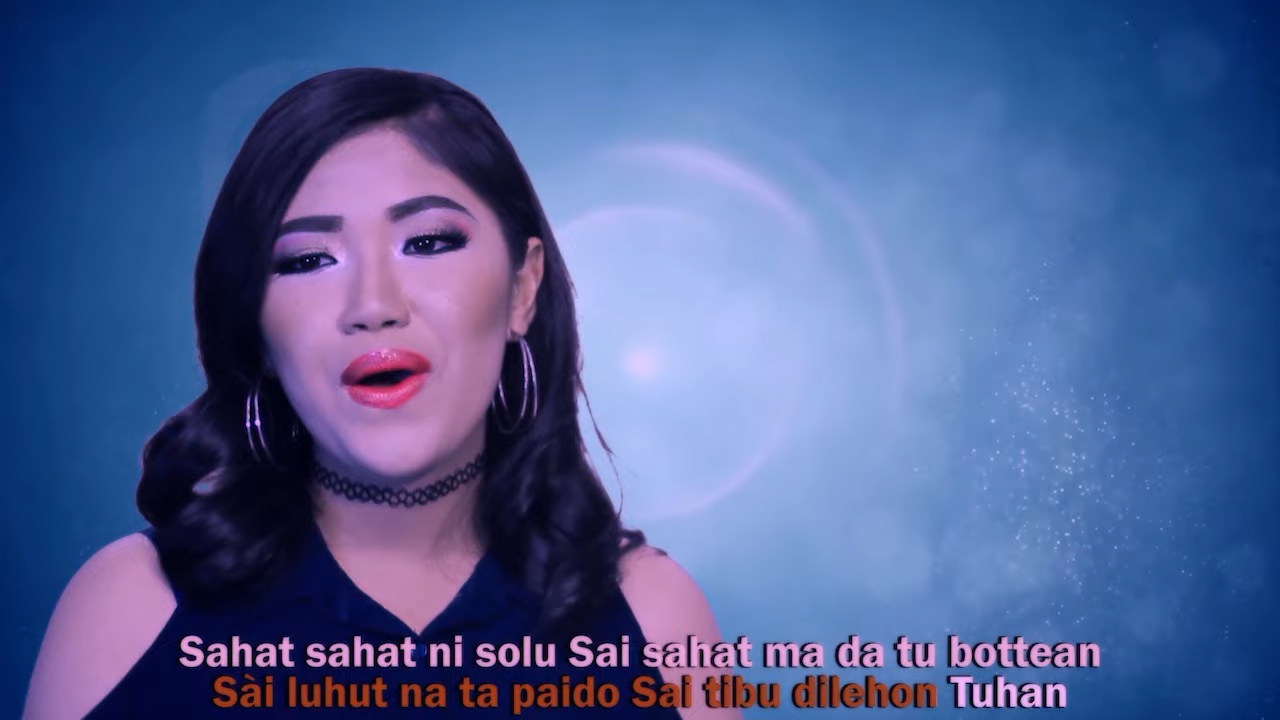 Sahat sahat ni solu Sai sahat ma da tu bottean
Sài luhut na ta paido Sai tibu dilehon Tuhan